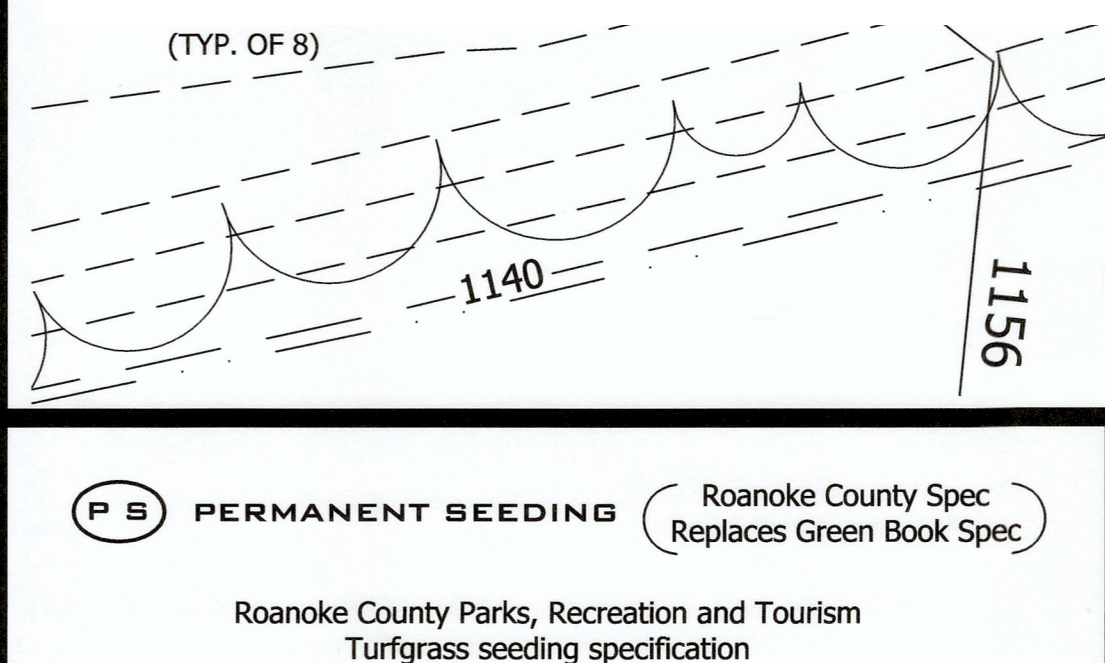 (TYP. OF 8)
1140
1156
PS PERMANENT SEEDING
Roanoke County Spec
Replaces Green Book Spec
Roanoke County Parks, Recreation and Tourism
Turfgrass seeding specification